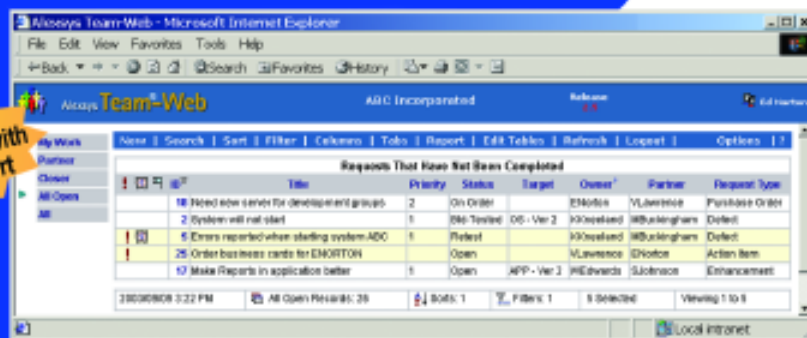 Alexsys Team-Web - Microsoft Internet Explorer
File Edit View Favorites Tools Help
Back Search Favorites History
Alexsys Team-Web ABC Incorporated Release
with
My Work New | Search | Sort | Filter | Columns | Tabs | Report | Edit Tables | Refresh | Logout | Options | ?
Partner Requests That Have Not Been Completed
Closer ! ID Title Priority Status Target Owner Partner Request Type
All Open 18 Need new server for development groups 2 On Order ENorton VLawrence Purchase Order
All 2 System will not start 1 OS - Ver 2 KKneeland MBuckingham Defect
! 5 Errors reported when starting system ABC 1 Retest KKneeland MBuckingham Defect
! 25 Order business cards for ENORTON Open VLawrence ENorton Action Item
17 Make Reports in application better 1 Open APP - Ver 3 MEdwards SJohnson Enhancement
3:22 PM All Open Records: 26 Sorts: 1 Filters: 1 5 Selected Viewing 1 to 5
Local intranet